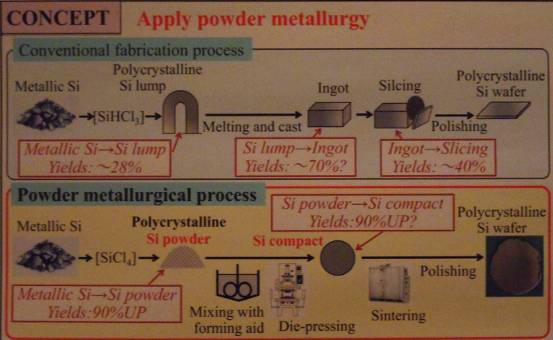 CONCEPT
Apply powder metallurgy
Conventional fabrication process
Metallic Si
[SiHCl3]
Polycrystalline
Si lump
Melting and cast
Ingot
Silcing
Polishing
Polycrystalline
Si wafer
Metallic Si→Si lump
Yields: ~28%
Si lump→Ingot
Yields: ~70%?
Ingot→Slicing
Yields: ~40%
Powder metallurgical process
Metallic Si
[SiCl4]
Polycrystalline
Si powder
Mixing with
forming aid
Si compact
Die-pressing
Sintering
Polishing
Polycrystalline
Si wafer
Si powder→Si compact
Yields:90%UP?
Metallic Si→Si powder
Yields:90%UP